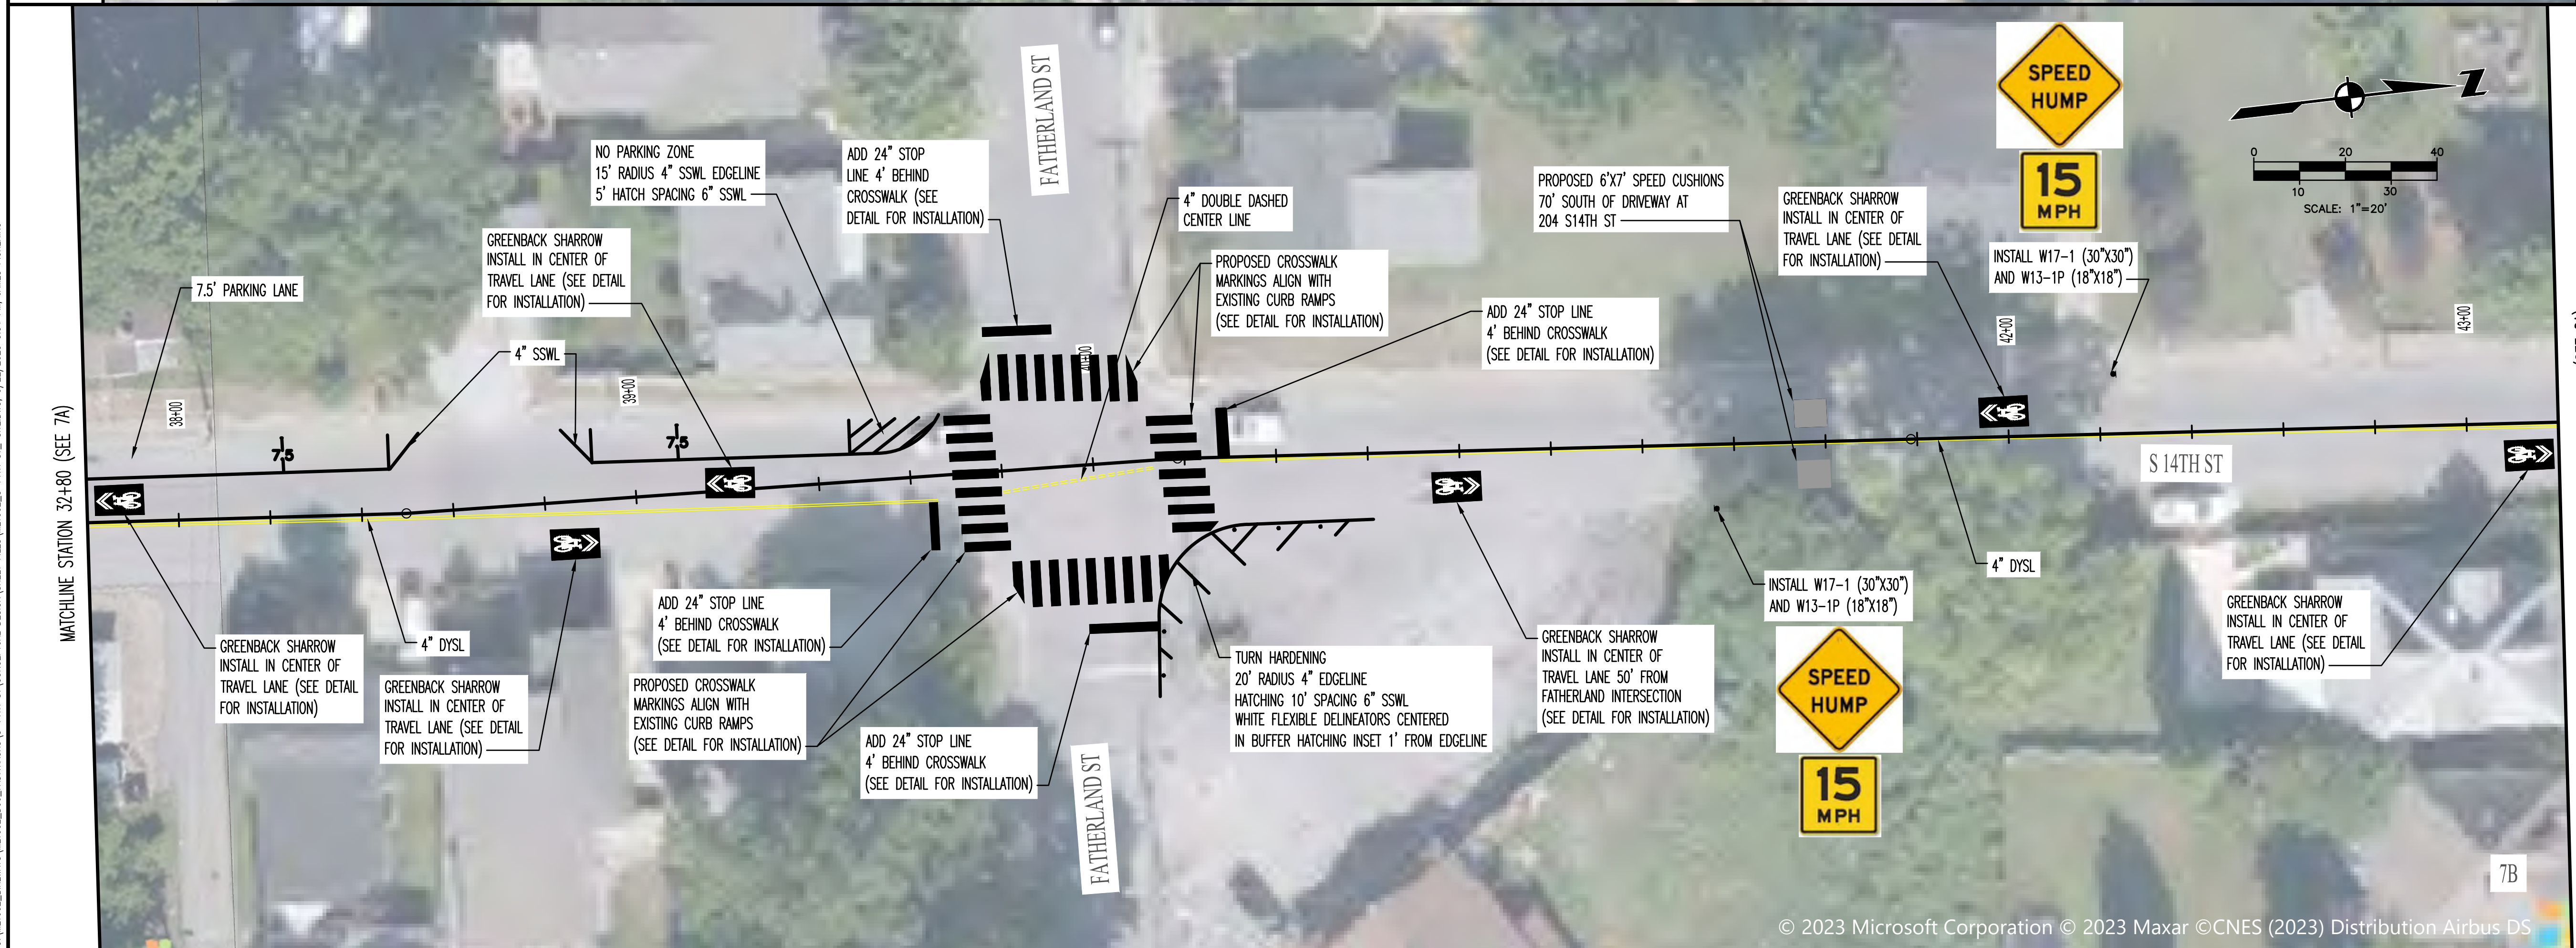 FATHERLAND ST
SPEED
HUMP
15
MPH
Z
0 20 40
10 30
SCALE: 1"=20'
NO PARKING ZONE
15' RADIUS 4" SSWL EDGELINE
5' HATCH SPACING 6" SSWL
ADD 24" STOP
LINE 4' BEHIND
CROSSWALK (SEE
DETAIL FOR INSTALLATION)
4" DOUBLE DASHED
CENTER LINE
PROPOSED 6'X7' SPEED CUSHIONS
70' SOUTH OF DRIVEWAY AT
204 S14TH ST
GREENBACK SHARROW
INSTALL IN CENTER OF
TRAVEL LANE (SEE DETAIL
FOR INSTALLATION)
INSTALL W17-1 (30"X30")
AND W13-1P (18"X18")
GREENBACK SHARROW
INSTALL IN CENTER OF
TRAVEL LANE (SEE DETAIL
FOR INSTALLATION)
7.5' PARKING LANE
PROPOSED CROSSWALK
MARKINGS ALIGN WITH
EXISTING CURB RAMPS
(SEE DETAIL FOR INSTALLATION)
ADD 24" STOP LINE
4' BEHIND CROSSWALK
(SEE DETAIL FOR INSTALLATION)
4" SSWL
38+00
39+00
40+00
42+00
43+00
7.5
7.5
MATCHLINE STATION 32+80 (SEE 7A)
S 14TH ST
4" DYSL
INSTALL W17-1 (30"X30")
AND W13-1P (18"X18")
SPEED
HUMP
15
MPH
GREENBACK SHARROW
INSTALL IN CENTER OF
TRAVEL LANE (SEE DETAIL
FOR INSTALLATION)
4" DYSL
GREENBACK SHARROW
INSTALL IN CENTER OF
TRAVEL LANE (SEE DETAIL
FOR INSTALLATION)
ADD 24" STOP LINE
4' BEHIND CROSSWALK
(SEE DETAIL FOR INSTALLATION)
PROPOSED CROSSWALK
MARKINGS ALIGN WITH
EXISTING CURB RAMPS
(SEE DETAIL FOR INSTALLATION)
ADD 24" STOP LINE
4' BEHIND CROSSWALK
(SEE DETAIL FOR INSTALLATION)
FATHERLAND ST
TURN HARDENING
20' RADIUS 4" EDGELINE
HATCHING 10' SPACING 6" SSWL
WHITE FLEXIBLE DELINEATORS CENTERED
IN BUFFER HATCHING INSET 1' FROM EDGELINE
GREENBACK SHARROW
INSTALL IN CENTER OF
TRAVEL LANE 50' FROM
FATHERLAND INTERSECTION
(SEE DETAIL FOR INSTALLATION)
GREENBACK SHARROW
INSTALL IN CENTER OF
TRAVEL LANE (SEE DETAIL
FOR INSTALLATION)
7B
© 2023 Microsoft Corporation © 2023 Maxar ©CNES (2023) Distribution Airbus DS